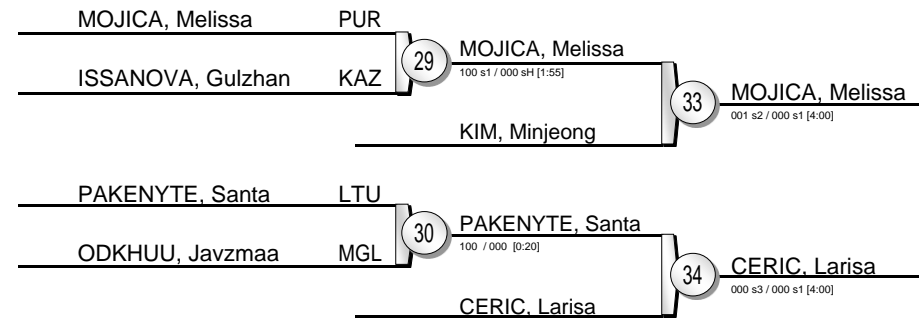 MOJICA, Melissa PUR
ISSANOVA, Gulzhan KAZ
29
MOJICA, Melissa
100 s1 / 000 sH [1:55]
KIM, Minjeong
33
MOJICA, Melissa
001 s2 / 000 s1 [4:00]
PAKENYTE, Santa LTU
ODKHUU, Javzmaa MGL
30
PAKENYTE, Santa
100 / 000 [0:20]
CERIC, Larisa
34
CERIC, Larisa
000 s3 / 000 s1 [4:00]